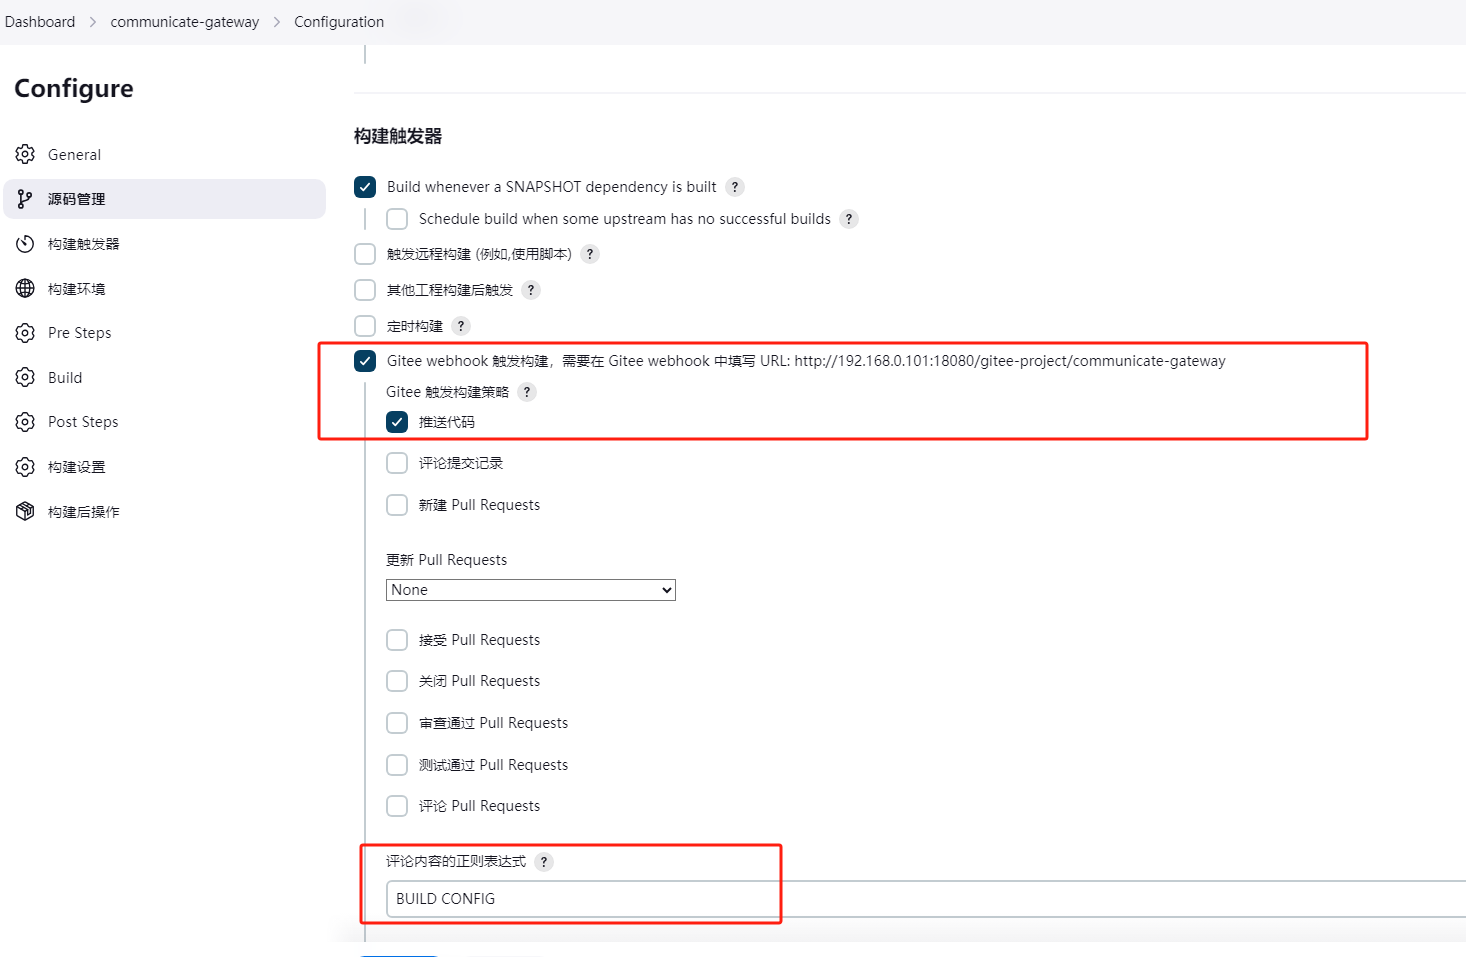 Dashboard > communicate-gateway > Configuration
Configure
General
源码管理
构建触发器
构建环境
Pre Steps
Build
Post Steps
构建设置
构建后操作
构建触发器
Build whenever a SNAPSHOT dependency is built ?
Schedule build when some upstream has no successful builds ?
触发远程构建 (例如,使用脚本) ?
其他工程构建后触发 ?
定时构建 ?
Gitee webhook 触发构建，需要在 Gitee webhook 中填写 URL: http://192.168.0.101:18080/gitee-project/communicate-gateway
Gitee 触发构建策略 ?
推送代码
评论提交记录
新建 Pull Requests
更新 Pull Requests
None
接受 Pull Requests
关闭 Pull Requests
审查通过 Pull Requests
测试通过 Pull Requests
评论 Pull Requests
评论内容的正则表达式 ?
BUILD CONFIG